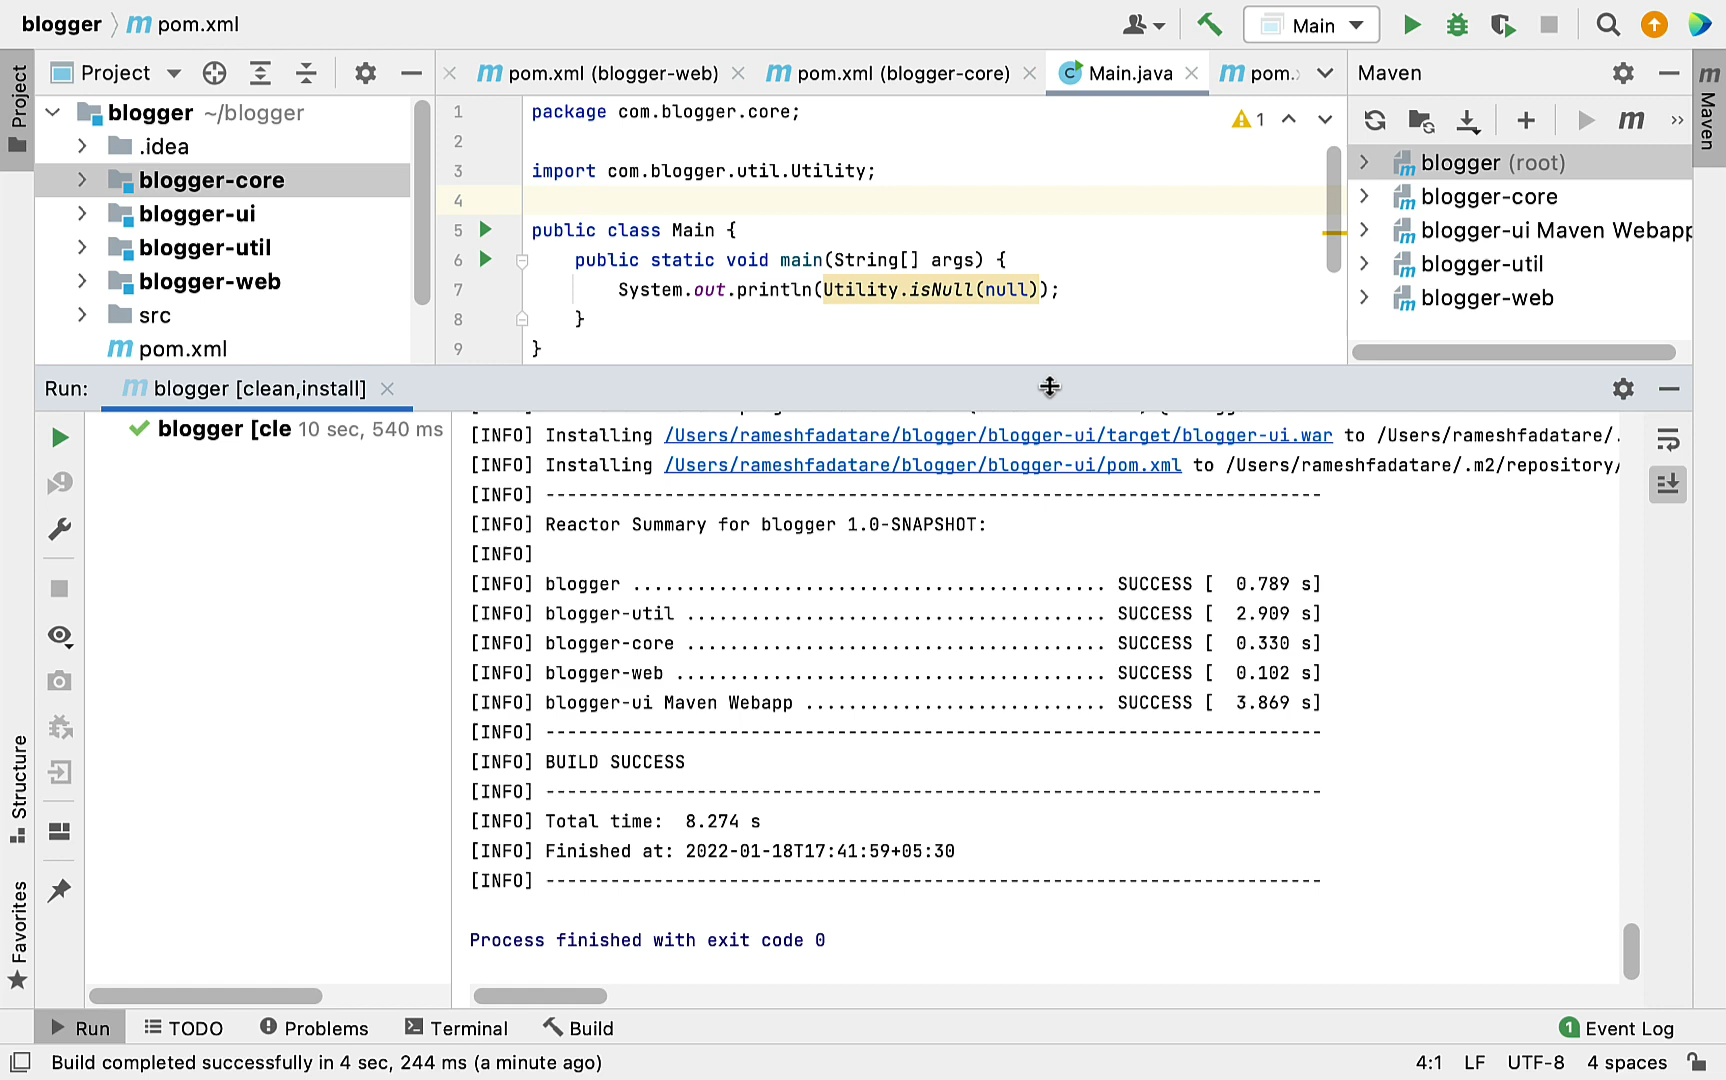 blogger pom.xml
Main
Project
Project
pom.xml (blogger-web)
pom.xml (blogger-core)
Main.java
pom.
Maven
Maven
blogger ~/blogger
.idea
blogger-core
blogger-ui
blogger-util
blogger-web
src
pom.xml
1 package com.blogger.core;
2
3 import com.blogger.util.Utility;
4
5 public class Main {
6 public static void main(String[] args) {
7 System.out.println(Utility.isNull(null));
8 }
9 }
1
blogger (root)
blogger-core
blogger-ui Maven Webapp
blogger-util
blogger-web
Run: blogger [clean,install]
blogger [cle 10 sec, 540 ms
[INFO] Installing /Users/rameshfadatare/blogger/blogger-ui/target/blogger-ui.war to /Users/rameshfadatare/.
[INFO] Installing /Users/rameshfadatare/blogger/blogger-ui/pom.xml to /Users/rameshfadatare/.m2/repository/
[INFO] ------------------------------------------------------------------------
[INFO] Reactor Summary for blogger 1.0-SNAPSHOT:
[INFO]
[INFO] blogger ............................................ SUCCESS [  0.789 s]
[INFO] blogger-util ....................................... SUCCESS [  2.909 s]
[INFO] blogger-core ....................................... SUCCESS [  0.330 s]
[INFO] blogger-web ........................................ SUCCESS [  0.102 s]
[INFO] blogger-ui Maven Webapp ............................ SUCCESS [  3.869 s]
[INFO] ------------------------------------------------------------------------
[INFO] BUILD SUCCESS
[INFO] ------------------------------------------------------------------------
[INFO] Total time:  8.274 s
[INFO] Finished at: 2022-01-18T17:41:59+05:30
[INFO] ------------------------------------------------------------------------
Process finished with exit code 0
Structure
Favorites
Run
TODO
Problems
Terminal
Build
1 Event Log
Build completed successfully in 4 sec, 244 ms (a minute ago)
4:1 LF UTF-8 4 spaces